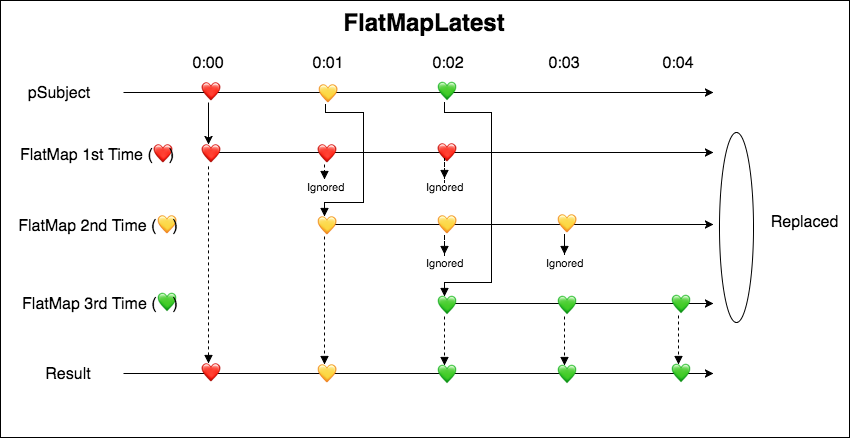 FlatMapLatest
0:00 0:01 0:02 0:03 0:04
pSubject
FlatMap 1st Time (❤️)
Ignored Ignored
FlatMap 2nd Time (💛)
Replaced
Ignored Ignored
FlatMap 3rd Time (💚)
Result